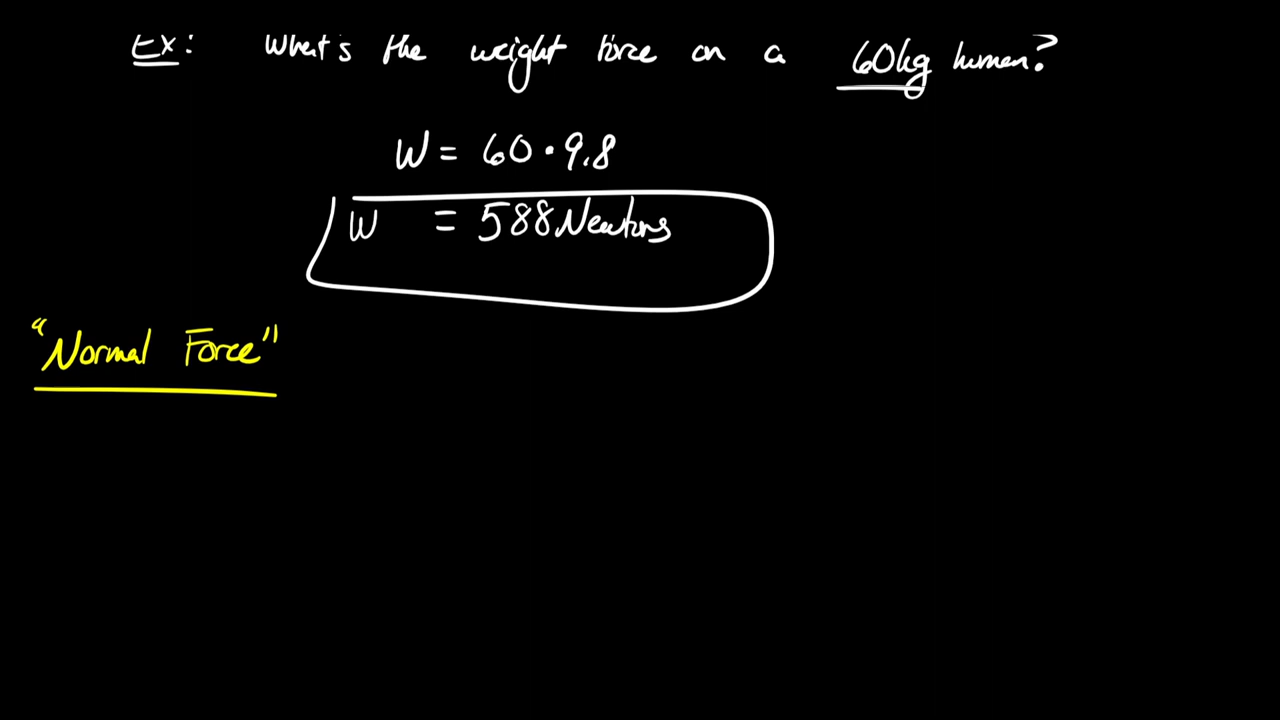 Ex: What's the weight force on a 60kg human?
W = 60 • 9.8
W = 588 Newtons
"Normal Force"